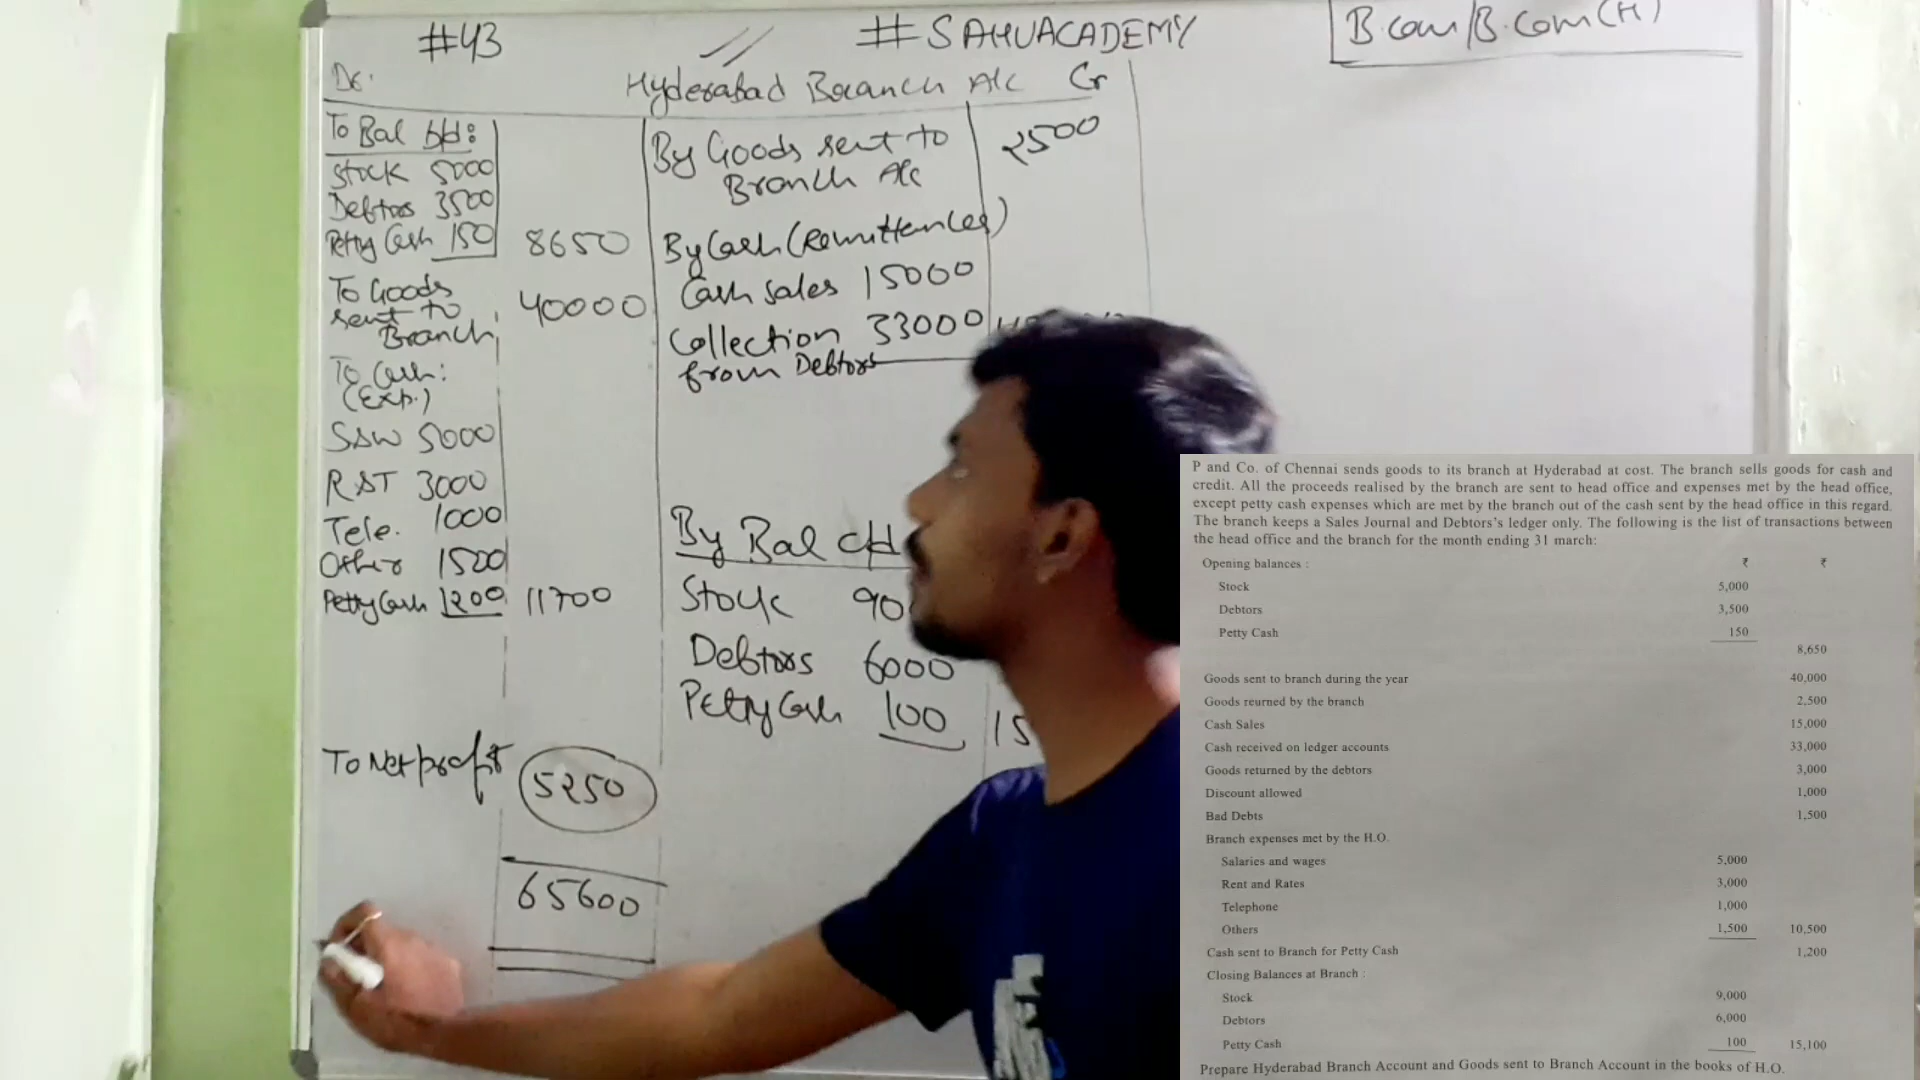 #43
#SAHUACADEMY
B.com/B.Com(H)
Dr.
Hyderabad Branch A/c
Cr
To Bal b/d:
Stock 5000
Debtors 3500
Petty Cash 150 8650
To Goods
sent to
Branch 40000
To Cash:
(Exp.)
S&W 5000
R&T 3000
Tele. 1000
Other 1500
Petty Cash 1200 11700
To Net profit 5250
65600
By Goods sent to
Branch A/c 2500
By Cash (Remittances)
Cash Sales 15000
Collection 33000
from Debtors
By Bal c/d
Stock
Debtors 6000
Petty Cash 100
P and Co. of Chennai sends goods to its branch at Hyderabad at cost. The branch sells goods for cash and
credit. All the proceeds realised by the branch are sent to head office and expenses met by the head office,
except petty cash expenses which are met by the branch out of the cash sent by the head office in this regard.
The branch keeps a Sales Journal and Debtors's ledger only. The following is the list of transactions between
the head office and the branch for the month ending 31 march:
Opening balances : ₹ ₹
Stock 5,000
Debtors 3,500
Petty Cash 150
8,650
Goods sent to branch during the year 40,000
Goods reurned by the branch 2,500
Cash Sales 15,000
Cash received on ledger accounts 33,000
Goods returned by the debtors 3,000
Discount allowed 1,000
Bad Debts 1,500
Branch expenses met by the H.O.
Salaries and wages 5,000
Rent and Rates 3,000
Telephone 1,000
Others 1,500 10,500
Cash sent to Branch for Petty Cash 1,200
Closing Balances at Branch :
Stock 9,000
Debtors 6,000
Petty Cash 100 15,100
Prepare Hyderabad Branch Account and Goods sent to Branch Account in the books of H.O.